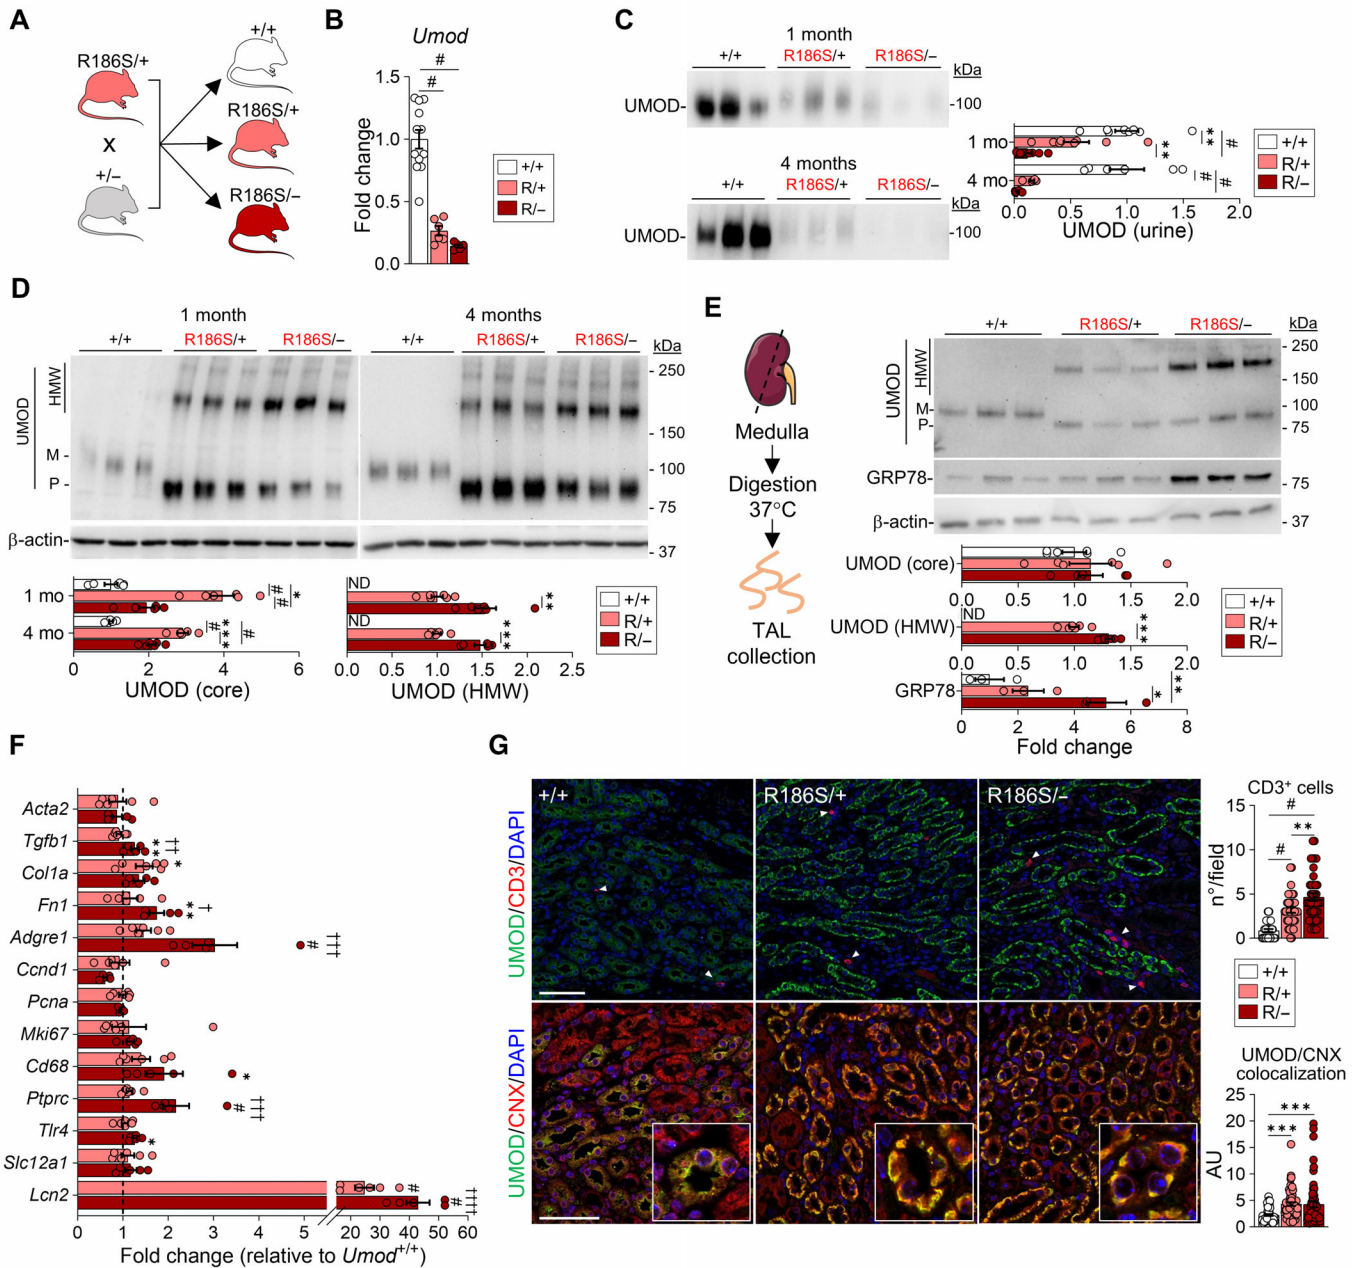 A
R186S/+
X
+/−
+/+
R186S/+
R186S/−
B
Umod
#
#
Fold change
1.5
1.0
0.5
0.0
+/+
R/+
R/−
C
1 month
+/+
R186S/+
R186S/−
kDa
UMOD-
-100
4 months
+/+
R186S/+
R186S/−
kDa
UMOD-
-100
1 mo
4 mo
**
**
#
#
#
0.0 0.5 1.0 1.5 2.0
UMOD (urine)
+/+
R/+
R/−
D
1 month
4 months
+/+
R186S/+
R186S/−
+/+
R186S/+
R186S/−
kDa
UMOD
HMW
M -
P -
- 250
- 150
- 100
- 75
β-actin-
- 37
1 mo
4 mo
##
##
*
#
***
#
0 2 4 6
UMOD (core)
ND
ND
**
***
0.0 0.5 1.0 1.5 2.0 2.5
UMOD (HMW)
+/+
R/+
R/−
E
Medulla
Digestion
37°C
TAL
collection
+/+
R186S/+
R186S/−
kDa
UMOD
HMW
M-
P-
- 250
- 150
- 100
- 75
GRP78-
- 75
β-actin-
- 37
UMOD (core)
0.0 0.5 1.0 1.5 2.0
ND
UMOD (HMW)
***
0.0 0.5 1.0 1.5 2.0
GRP78
*
**
0 2 4 6 8
Fold change
+/+
R/+
R/−
F
Acta2
Tgfb1
** ††
Col1a
*
Fn1
** †
Adgre1
# †††
Ccnd1
Pcna
Mki67
Cd68
*
Ptprc
# †††
Tlr4
*
Slc12a1
Lcn2
#
# †††
0 1 2 3 4 5 20 30 40 50 60
Fold change (relative to Umod+/+)
G
+/+
R186S/+
R186S/−
UMOD/CD3/DAPI
UMOD/CNX/DAPI
CD3+ cells
#
**
#
n°/field
15
10
5
0
+/+
R/+
R/−
UMOD/CNX
colocalization
***
***
AU
25
20
15
10
5
0